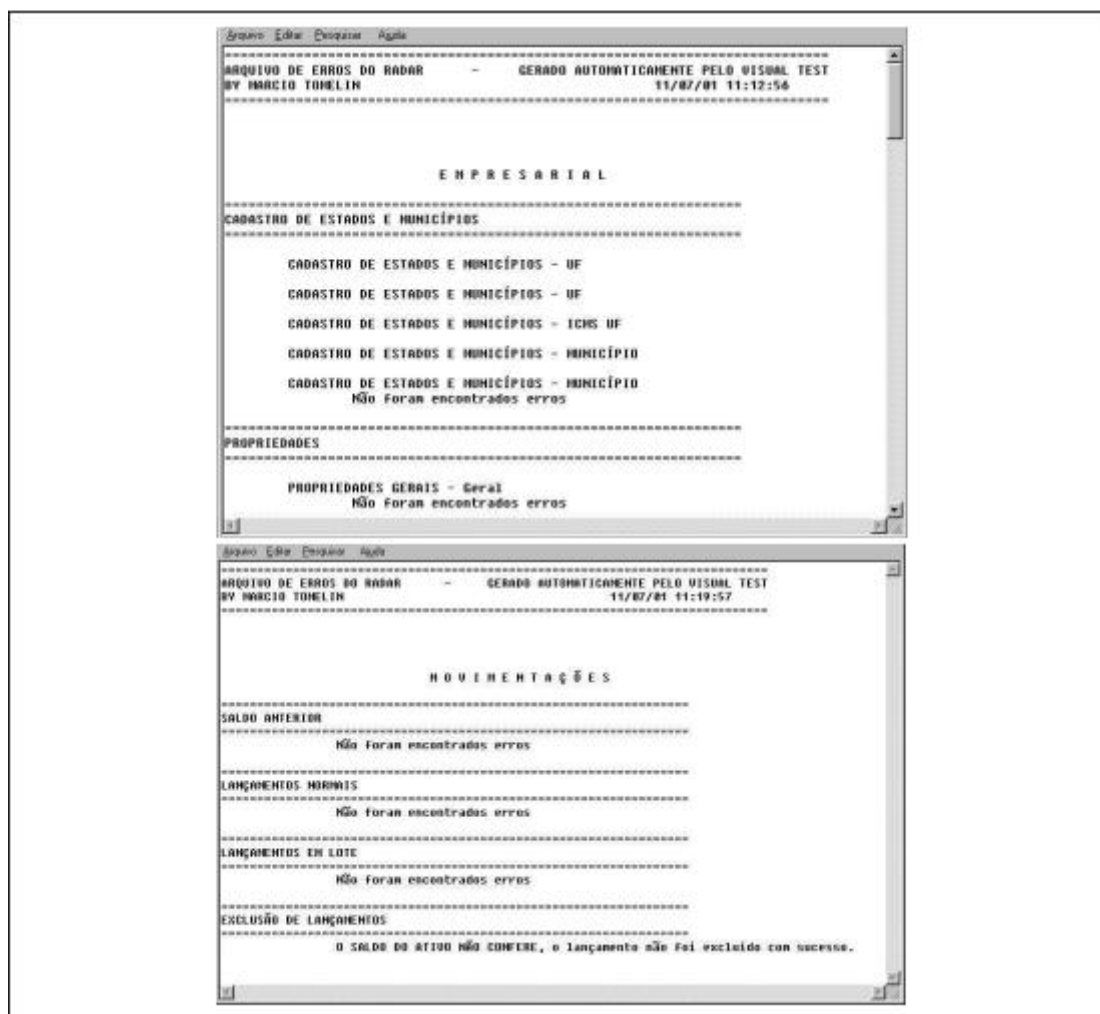 Arquivo Editar Pesquisar Ajuda
ARQUIVO DE ERROS DO RADAR - GERADO AUTOMATICAMENTE PELO VISUAL TEST
BY MARCIO TOMELIN 11/07/01 11:12:56
E M P R E S A R I A L
CADASTRO DE ESTADOS E MUNICÍPIOS
CADASTRO DE ESTADOS E MUNICÍPIOS - UF
CADASTRO DE ESTADOS E MUNICÍPIOS - UF
CADASTRO DE ESTADOS E MUNICÍPIOS - ICMS UF
CADASTRO DE ESTADOS E MUNICÍPIOS - MUNICÍPIO
CADASTRO DE ESTADOS E MUNICÍPIOS - MUNICÍPIO
Não foram encontrados erros
PROPRIEDADES
PROPRIEDADES GERAIS - Geral
Não foram encontrados erros
Arquivo Editar Pesquisar Ajuda
ARQUIVO DE ERROS DO RADAR - GERADO AUTOMATICAMENTE PELO VISUAL TEST
BY MARCIO TOMELIN 11/07/01 11:19:57
M O V I M E N T A Ç Õ E S
SALDO ANTERIOR
Não foram encontrados erros
LANÇAMENTOS NORMAIS
Não foram encontrados erros
LANÇAMENTOS EM LOTE
Não foram encontrados erros
EXCLUSÃO DE LANÇAMENTOS
O SALDO DO ATIVO NÃO CONFERE, o lançamento não foi excluído com sucesso.